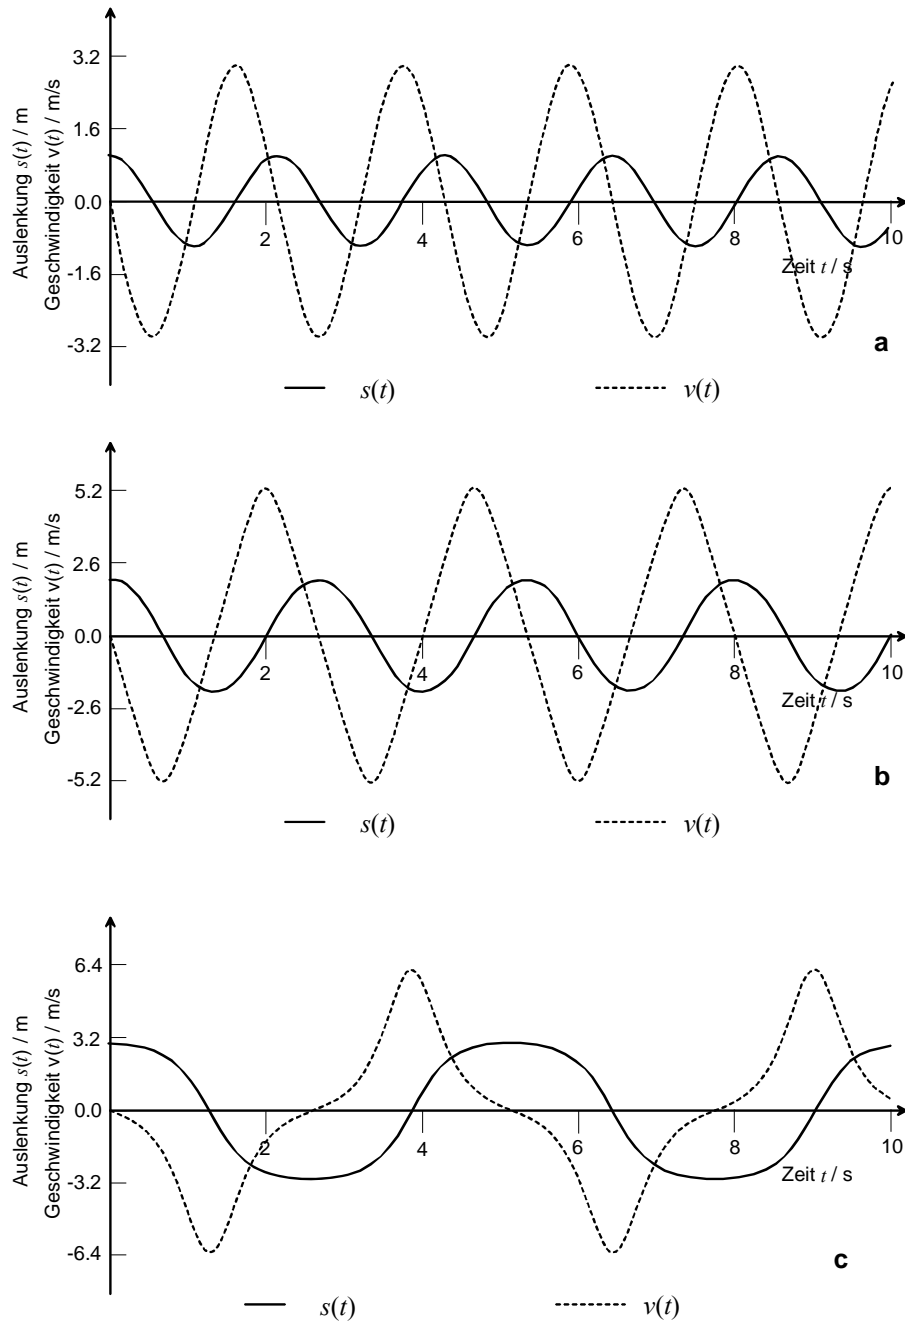 Auslenkung s(t) / m
Geschwindigkeit v(t) / m/s
3.2
1.6
0.0
-1.6
-3.2
2
4
6
8
10
Zeit t / s
a
s(t)
v(t)
Auslenkung s(t) / m
Geschwindigkeit v(t) / m/s
5.2
2.6
0.0
-2.6
-5.2
2
4
6
8
10
Zeit t / s
b
s(t)
v(t)
Auslenkung s(t) / m
Geschwindigkeit v(t) / m/s
6.4
3.2
0.0
-3.2
-6.4
2
4
6
8
10
Zeit t / s
c
s(t)
v(t)